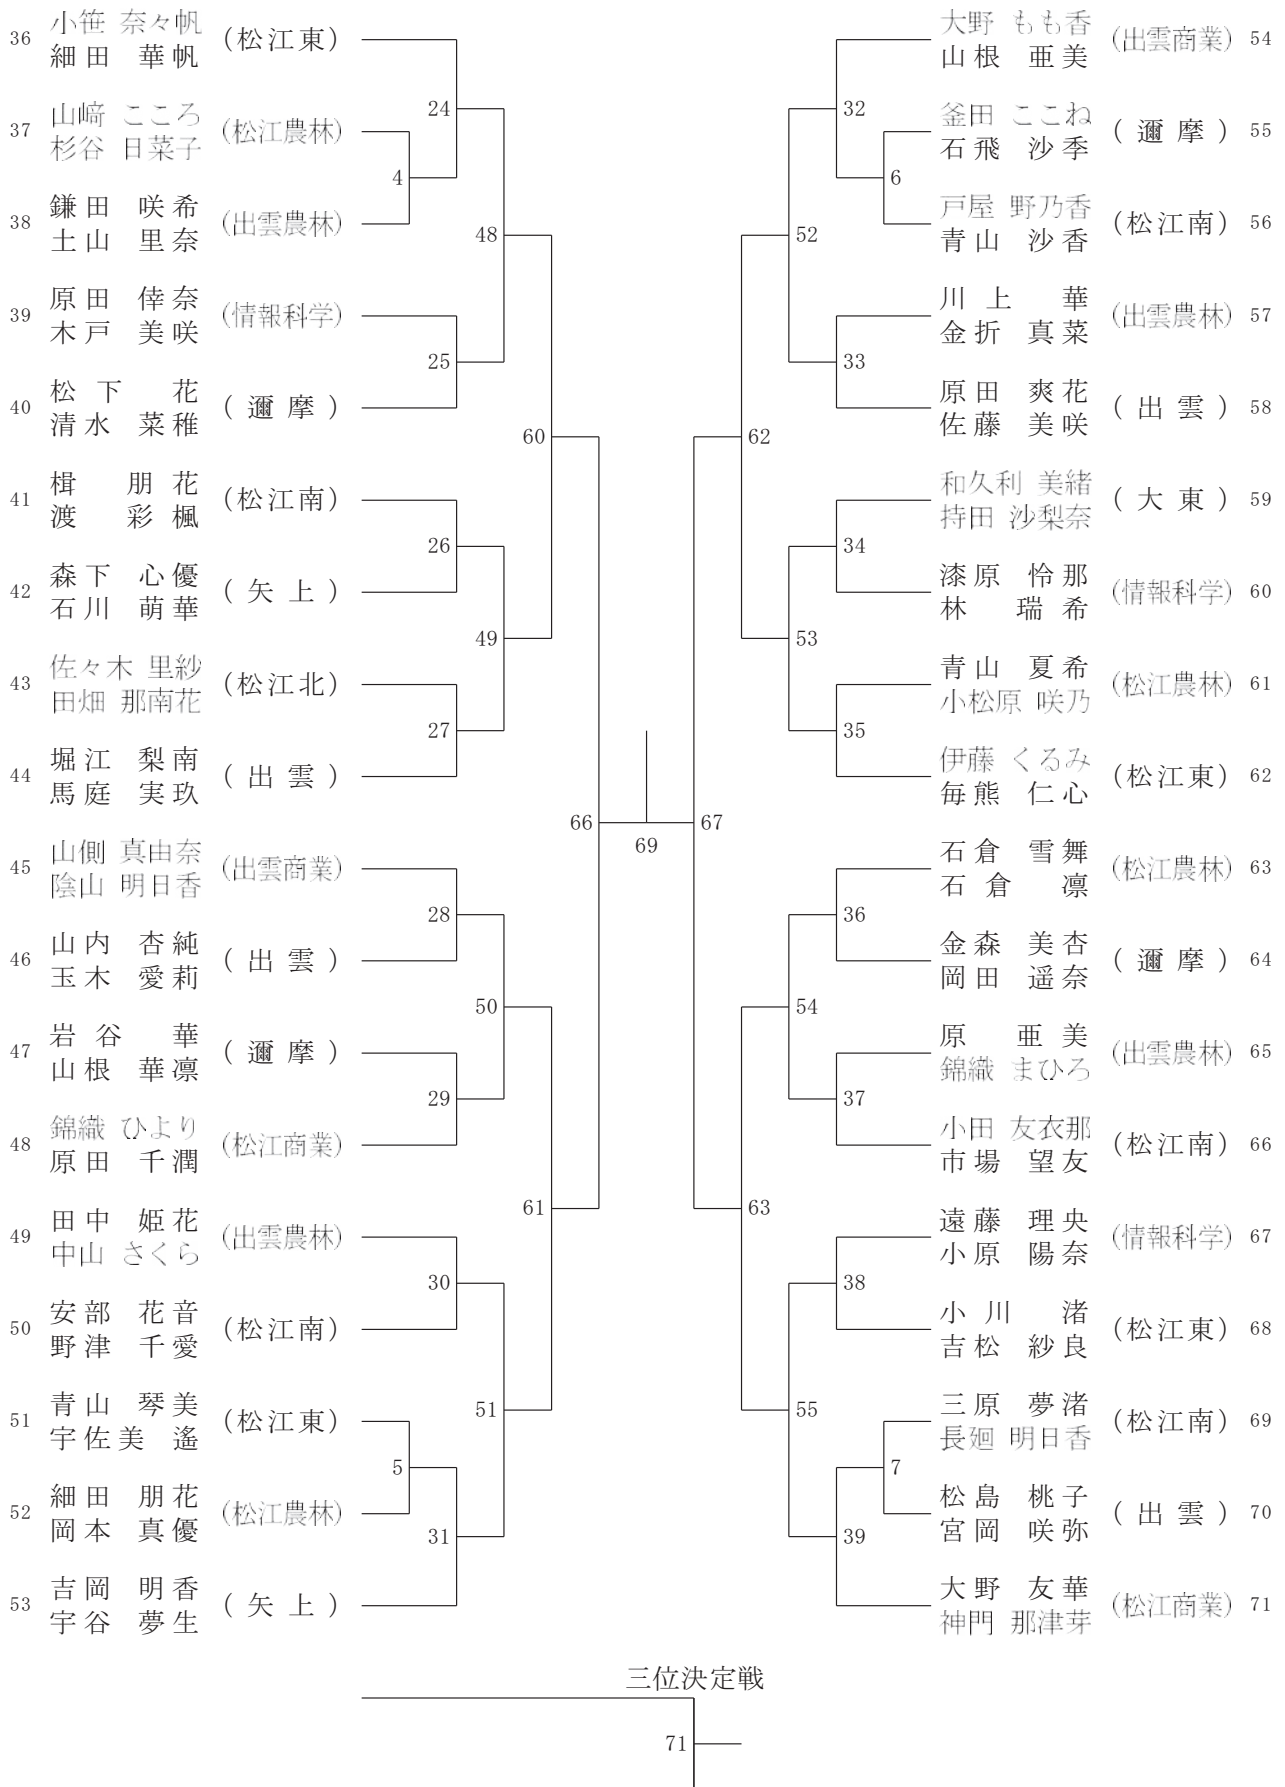 36 小笹 奈々帆 (松江東)
細田 華帆
24
37 山﨑 こころ (松江農林)
杉谷 日菜子
4
38 鎌田 咲希 (出雲農林)
土山 里奈
48
39 原田 倖奈 (情報科学)
木戸 美咲
25
40 松下 花 (邇摩)
清水 菜稚
60
41 楫 朋花 (松江南)
渡 彩楓
26
42 森下 心優 (矢上)
石川 萌華
49
43 佐々木 里紗 (松江北)
田畑 那南花
27
44 堀江 梨南 (出雲)
馬庭 実玖
66
45 山側 真由奈 (出雲商業)
陰山 明日香
28
46 山内 杏純 (出雲)
玉木 愛莉
50
47 岩谷 華 (邇摩)
山根 華凛
29
48 錦織 ひより (松江商業)
原田 千潤
61
49 田中 姫花 (出雲農林)
中山 さくら
30
50 安部 花音 (松江南)
野津 千愛
51
51 青山 琴美 (松江東)
宇佐美 遙
5
52 細田 朋花 (松江農林)
岡本 真優
31
53 吉岡 明香 (矢上)
宇谷 夢生
69
大野 もも香 (出雲商業) 54
山根 亜美
32
釜田 ここね (邇摩) 55
石飛 沙季
6
戸屋 野乃香 (松江南) 56
青山 沙香
52
川上 華 (出雲農林) 57
金折 真菜
33
原田 爽花 (出雲) 58
佐藤 美咲
62
和久利 美緒 (大東) 59
持田 沙梨奈
34
漆原 怜那 (情報科学) 60
林 瑞希
53
青山 夏希 (松江農林) 61
小松原 咲乃
35
伊藤 くるみ (松江東) 62
毎熊 仁心
67
石倉 雪舞 (松江農林) 63
石倉 凛
36
金森 美杏 (邇摩) 64
岡田 遥奈
54
原 亜美 (出雲農林) 65
錦織 まひろ
37
小田 友衣那 (松江南) 66
市場 望友
63
遠藤 理央 (情報科学) 67
小原 陽奈
38
小川 渚 (松江東) 68
吉松 紗良
55
三原 夢渚 (松江南) 69
長廻 明日香
7
松島 桃子 (出雲) 70
宮岡 咲弥
39
大野 友華 (松江商業) 71
神門 那津芽
三位決定戦
71